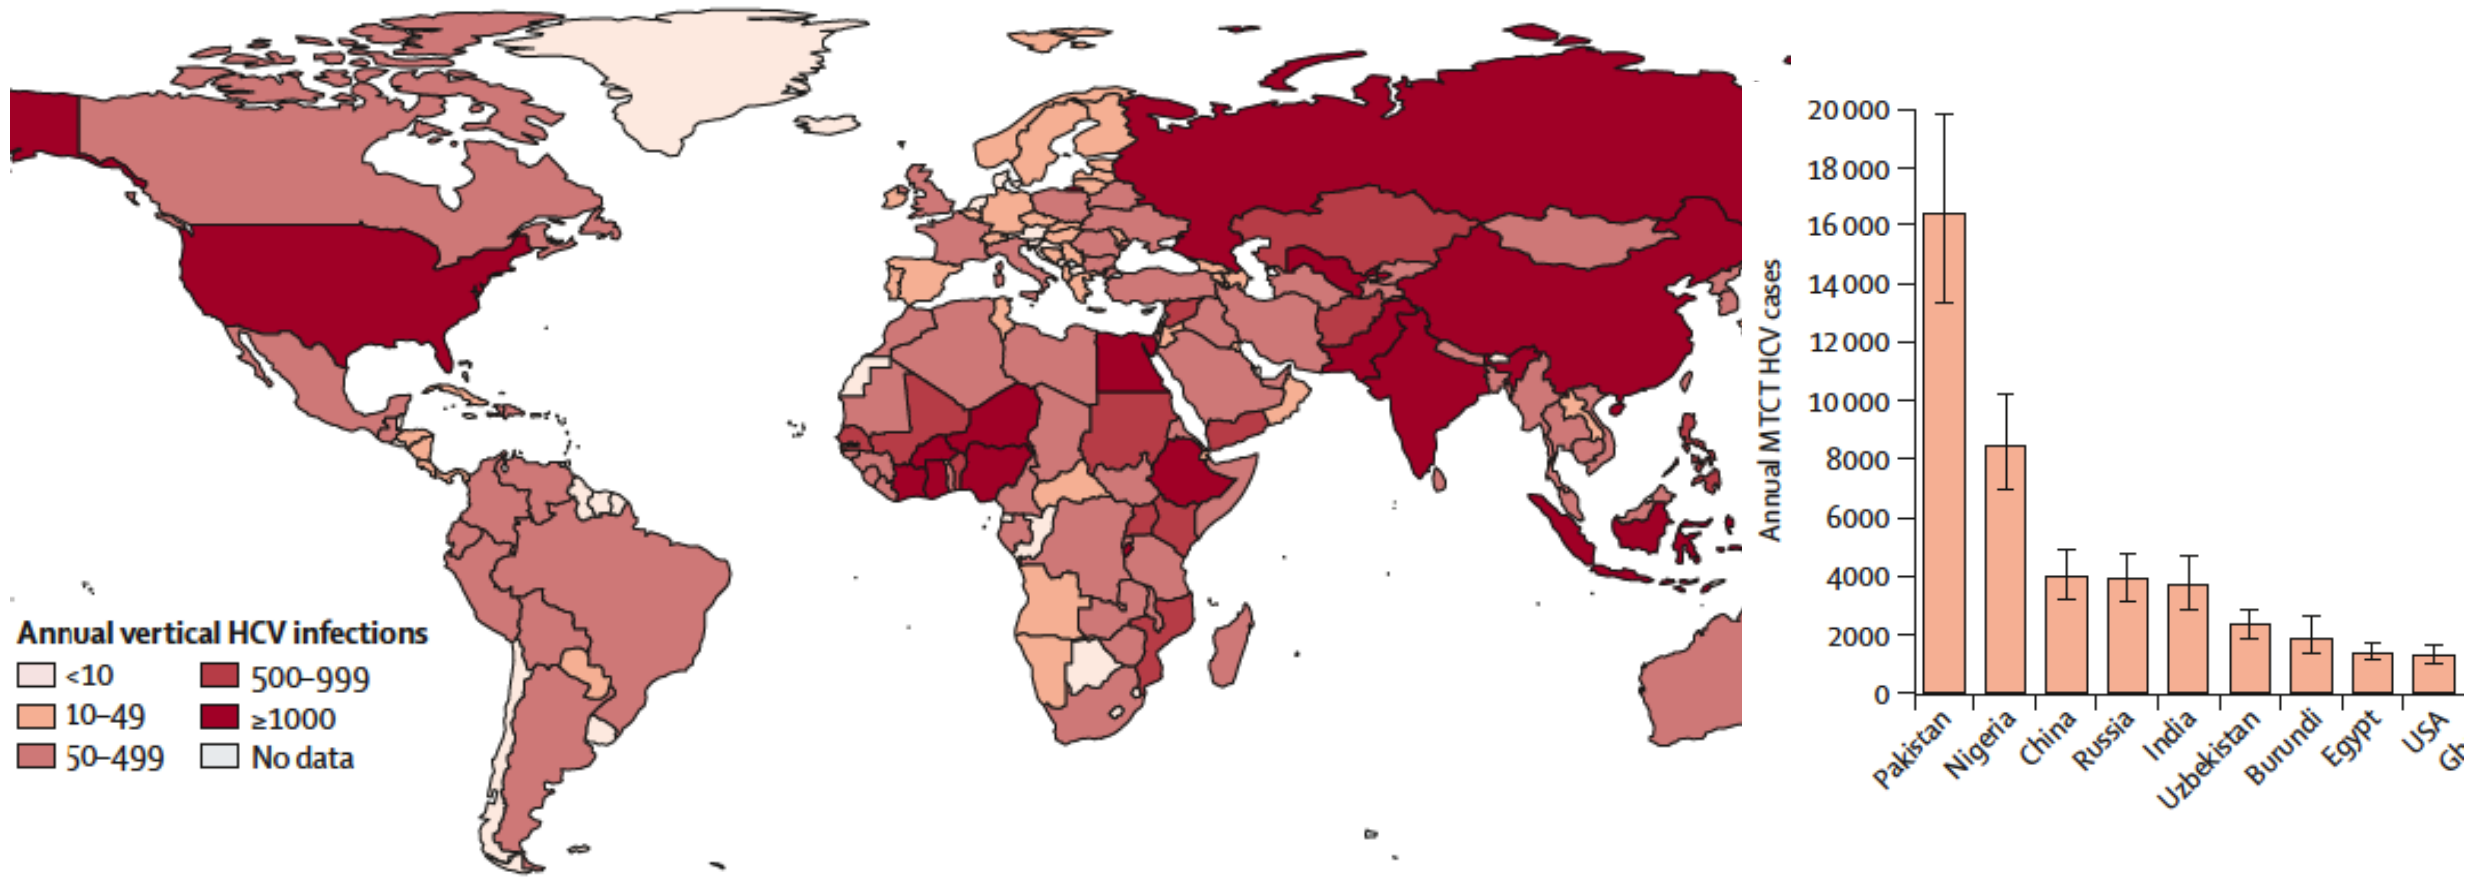 Annual vertical HCV infections
<10
10–49
50–499
500–999
≥1000
No data
Annual MTCT HCV cases
20 000
18 000
16 000
14 000
12 000
10 000
8000
6000
4000
2000
0
Pakistan
Nigeria
China
Russia
India
Uzbekistan
Burundi
Egypt
USA
Gh